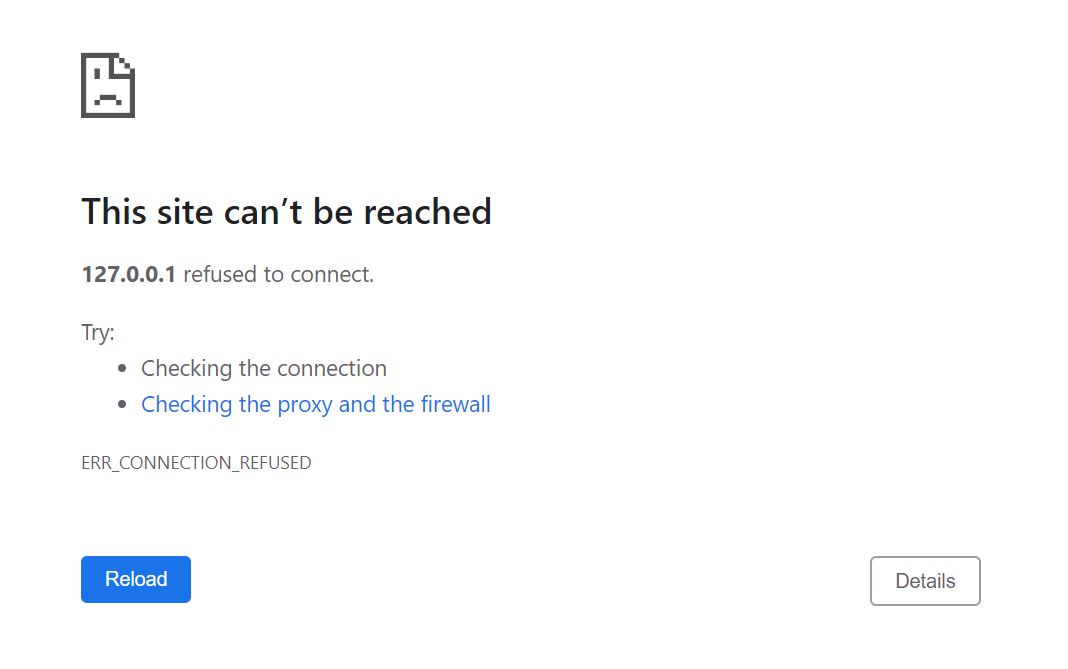 This site can’t be reached
127.0.0.1 refused to connect.
Try:
• Checking the connection
• Checking the proxy and the firewall
ERR_CONNECTION_REFUSED
Reload
Details